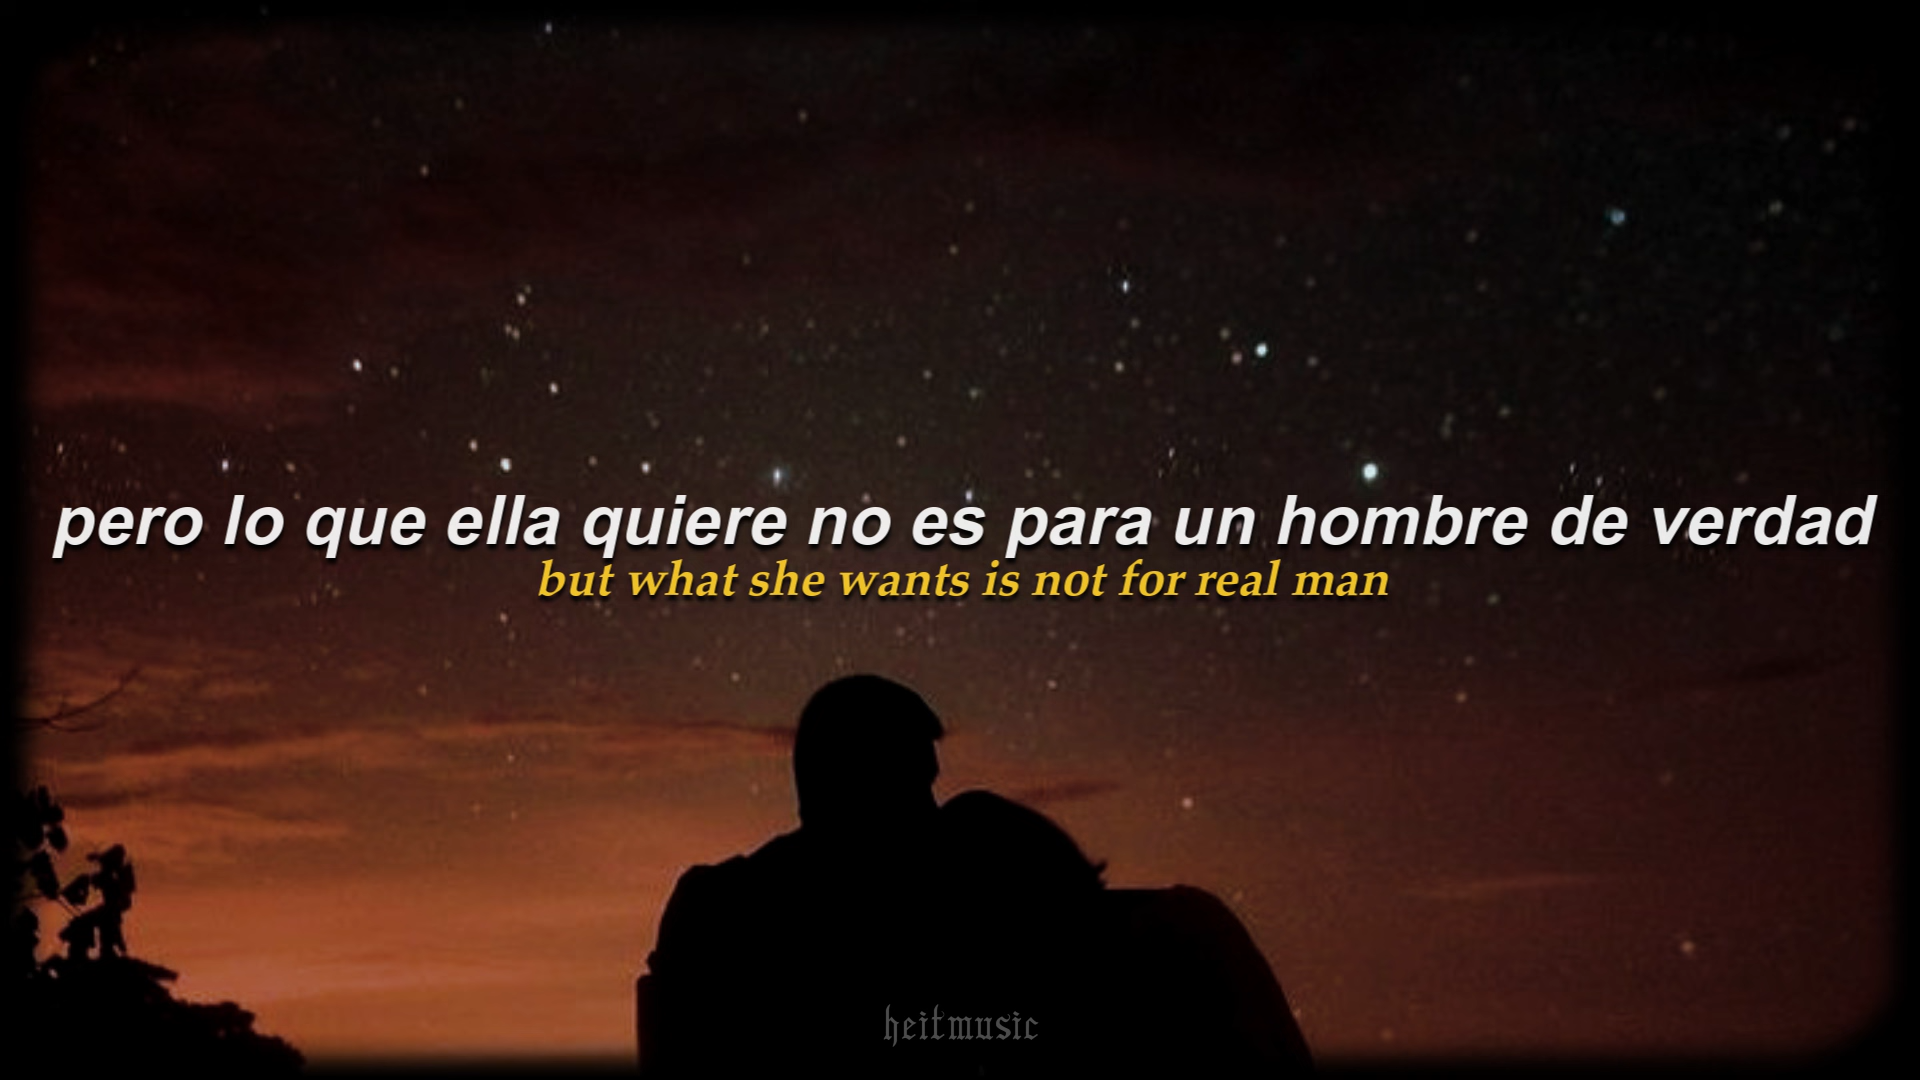 pero lo que ella quiere no es para un hombre de verdad
but what she wants is not for real man
heitmusic